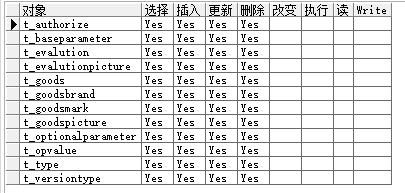 对象 选择 插入 更新 删除 改变 执行 读 Write
t_authorize Yes Yes Yes Yes
t_baseparameter Yes Yes Yes Yes
t_evalution Yes Yes Yes Yes
t_evalutionpicture Yes Yes Yes Yes
t_goods Yes Yes Yes Yes
t_goodsbrand Yes Yes Yes Yes
t_goodsmark Yes Yes Yes Yes
t_goodspicture Yes Yes Yes Yes
t_optionalparameter Yes Yes Yes Yes
t_opvalue Yes Yes Yes Yes
t_type Yes Yes Yes Yes
t_versiontype Yes Yes Yes Yes